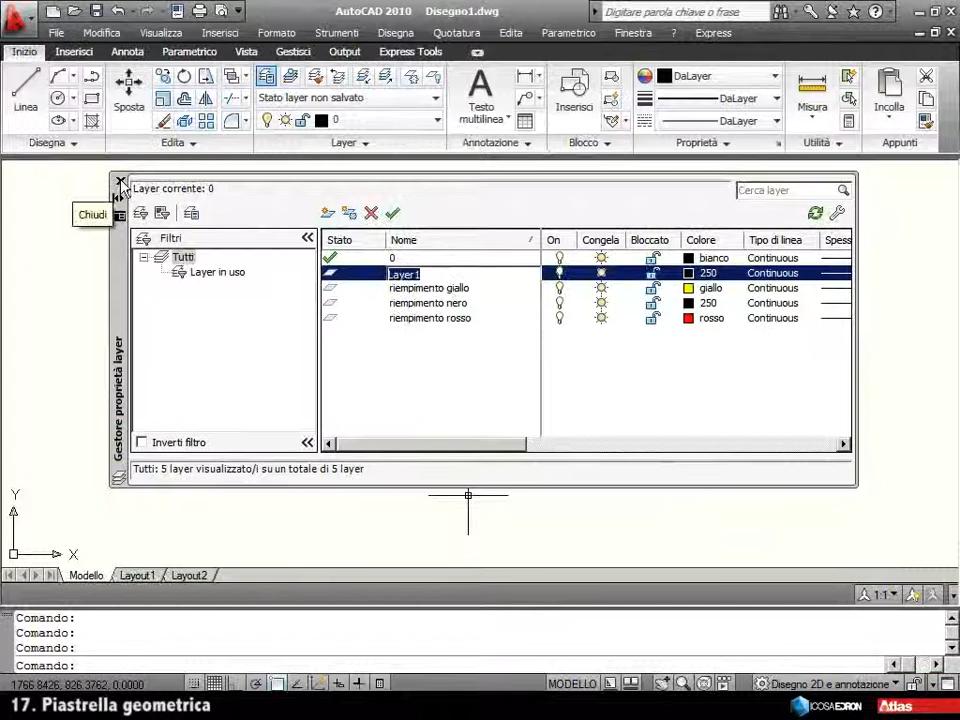 AutoCAD 2010 Disegno1.dwg
Digitare parola chiave o frase
File Modifica Visualizza Inserisci Formato Strumenti Disegna Quotatura Edita Parametrico Finestra ? Express
Inizio Inserisci Annota Parametrico Vista Gestisci Output Express Tools
Linea
Sposta
Stato layer non salvato
0
Testo multilinea
Inserisci
DaLayer
DaLayer
DaLayer
Misura
Incolla
Disegna Edita Layer Annotazione Blocco Proprietà Utilità Appunti
Layer corrente: 0
Cerca layer
Chiudi
Filtri
Tutti
Layer in uso
Inverti filtro
Gestore proprietà layer
Stato Nome / On Congela Bloccato Colore Tipo di linea Spess
0 bianco Continuous
Layer1 250 Continuous
riempimento giallo giallo Continuous
riempimento nero 250 Continuous
riempimento rosso rosso Continuous
Tutti: 5 layer visualizzato/i su un totale di 5 layer
Y
X
Modello Layout1 Layout2
1:1
Comando:
Comando:
Comando:
Comando:
1766.8426, 826.3762, 0.0000
MODELLO
Disegno 2D e annotazione
17. Piastrella geometrica
ICOSAEDRON
Atlas